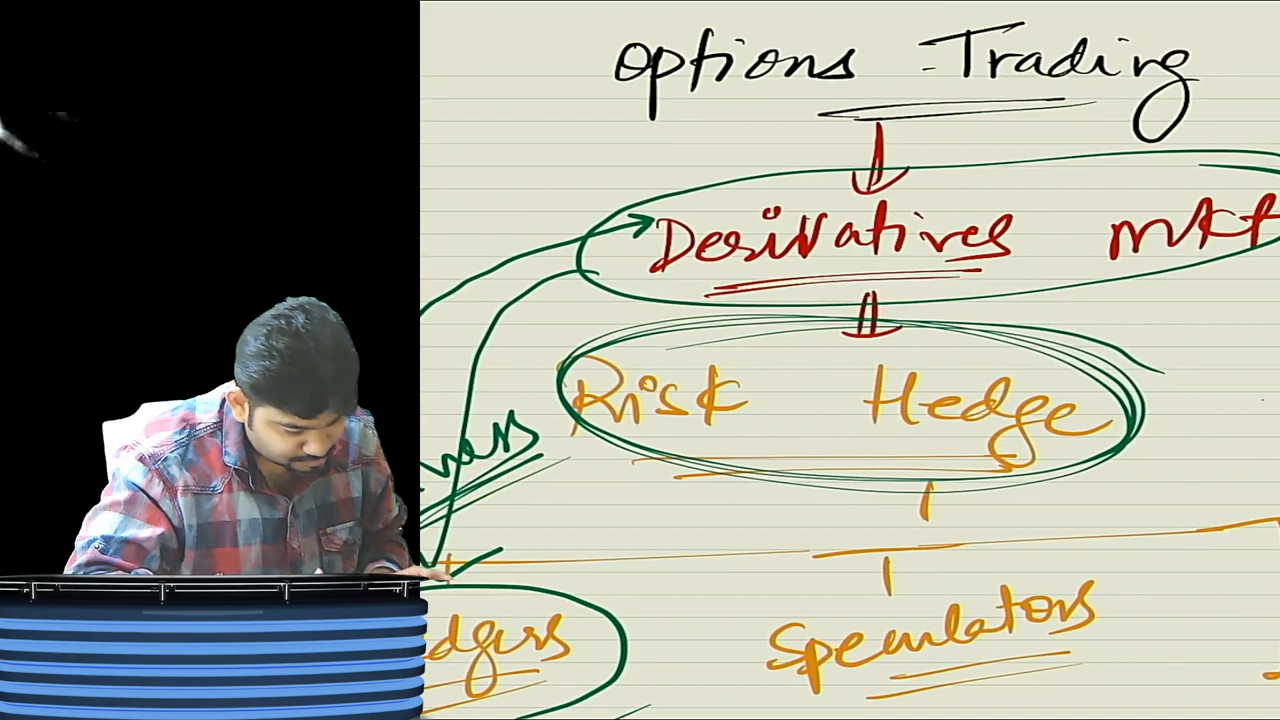 Options - Trading
Derivatives mkt
Risk Hedge
Speculators